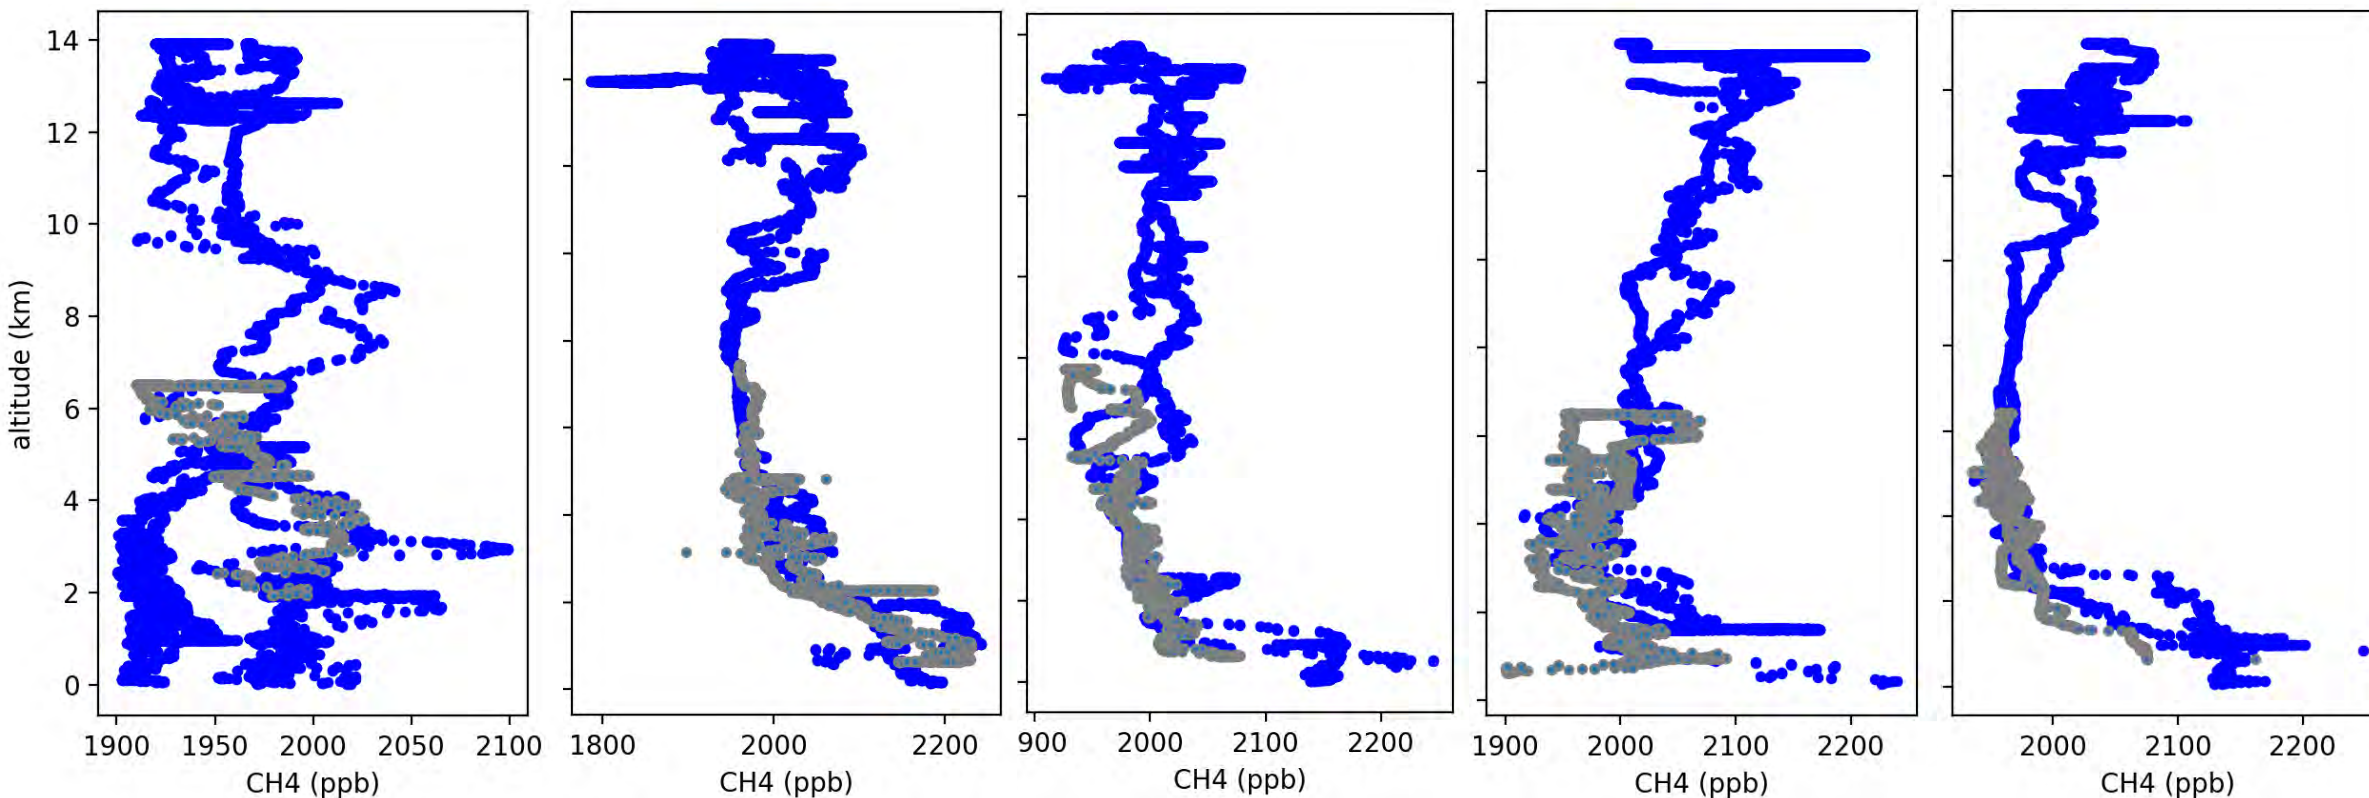 altitude (km)
14
12
10
8
6
4
2
0
1900 1950 2000 2050 2100
CH4 (ppb)
1800 2000 2200
CH4 (ppb)
900 2000 2100 2200
CH4 (ppb)
1900 2000 2100 2200
CH4 (ppb)
2000 2100 2200
CH4 (ppb)